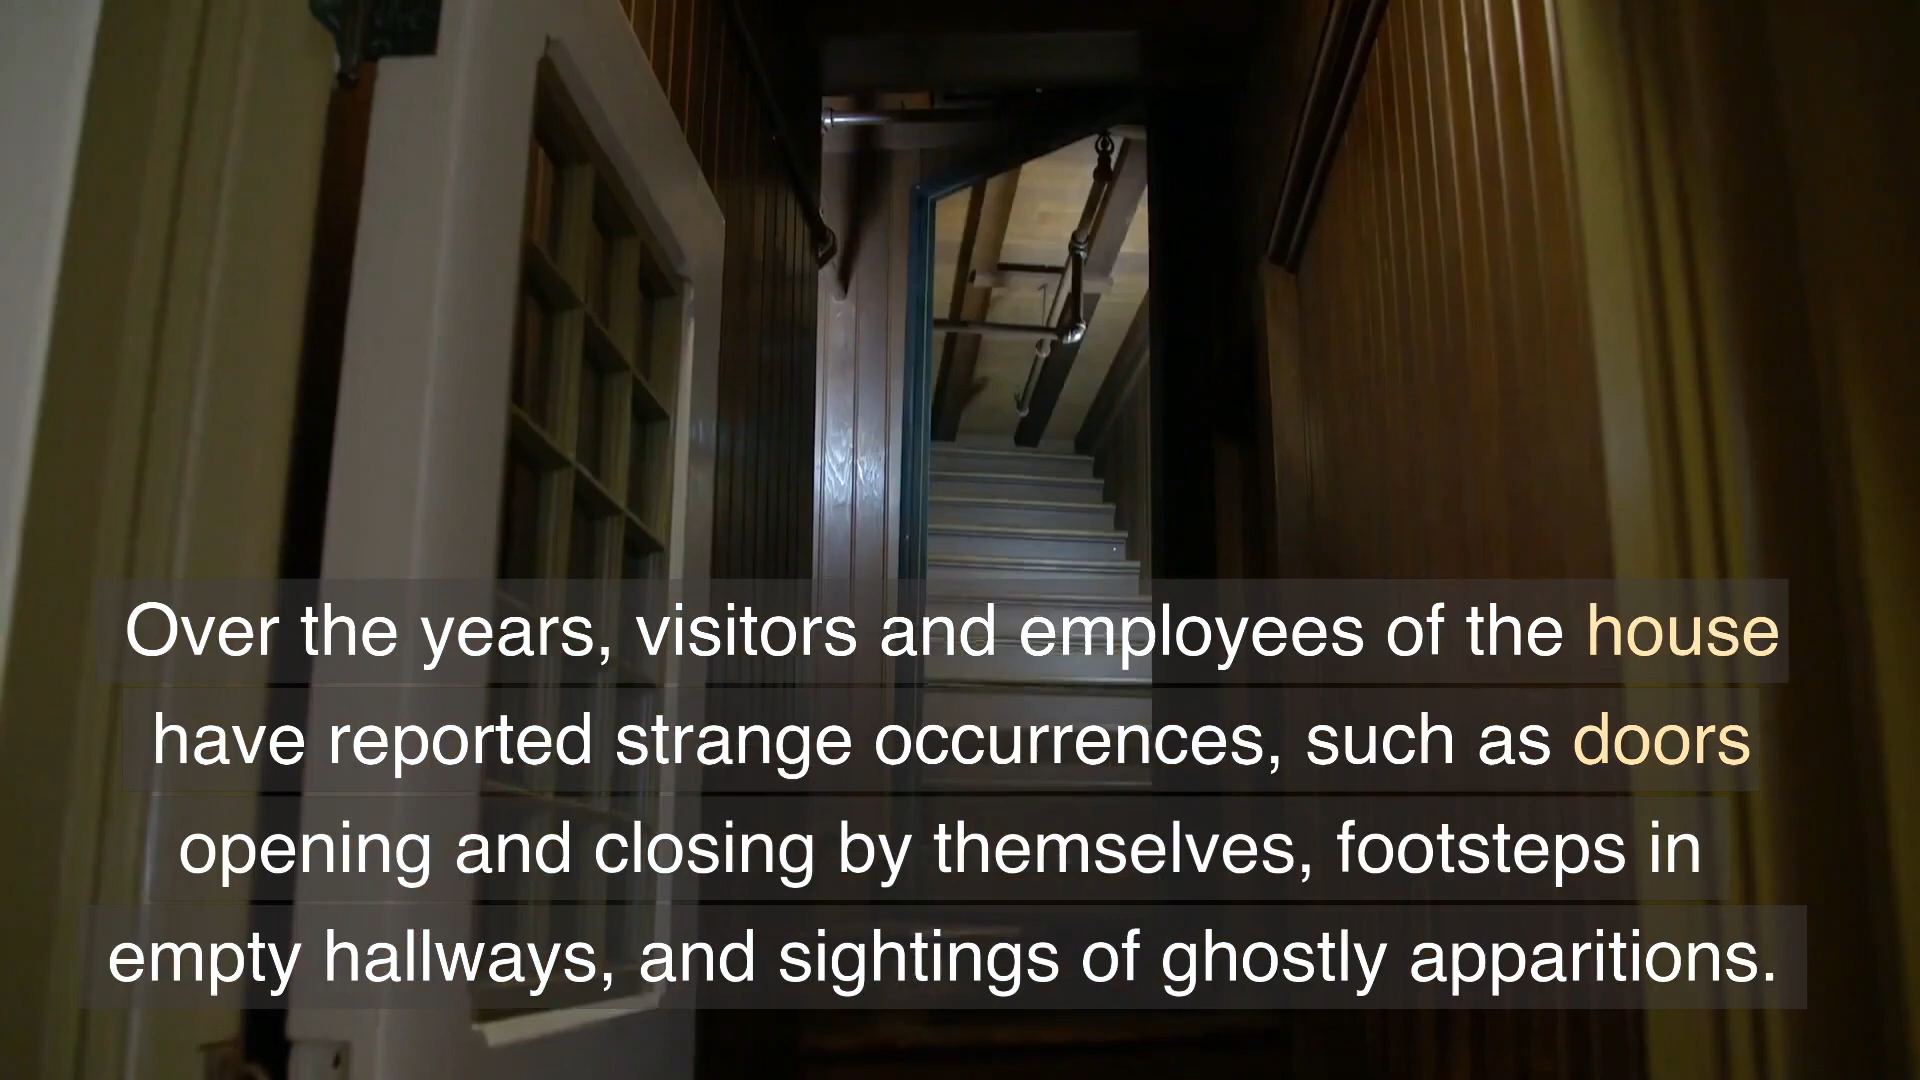 Over the years, visitors and employees of the house
have reported strange occurrences, such as doors
opening and closing by themselves, footsteps in
empty hallways, and sightings of ghostly apparitions.